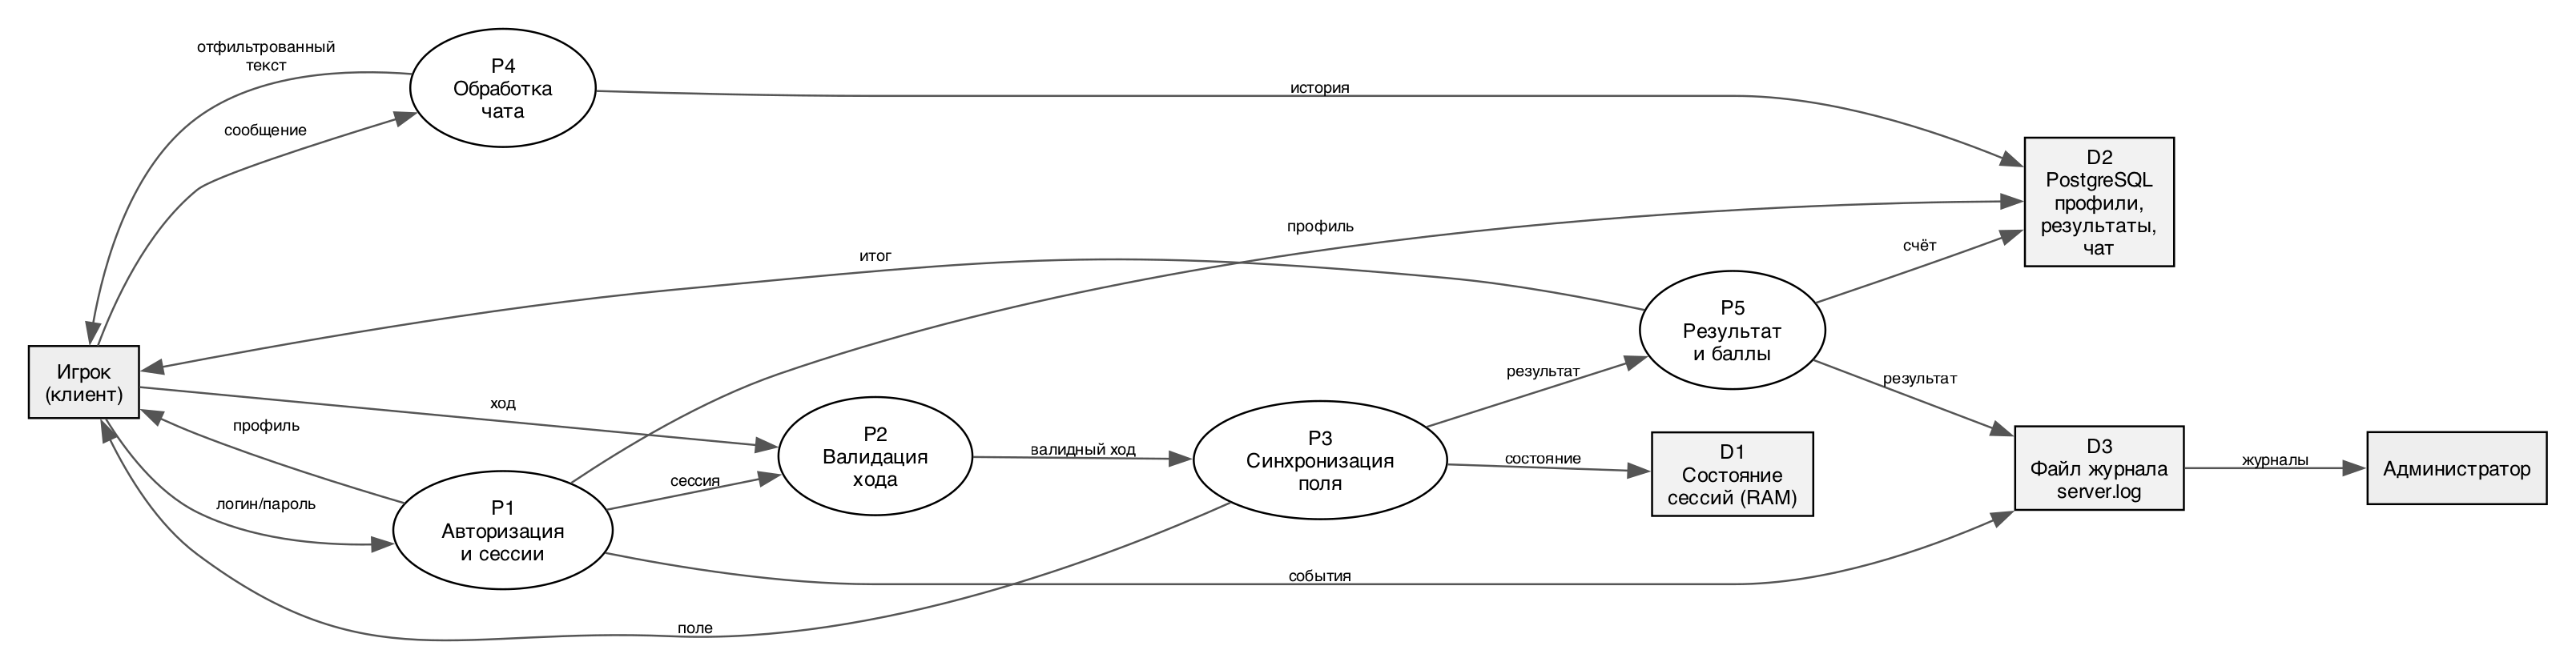 отфильтрованный
текст
сообщение
P4
Обработка
чата
история
D2
PostgreSQL
профили,
результаты,
чат
профиль
счёт
итог
P5
Результат
и баллы
Игрок
(клиент)
ход
результат
результат
профиль
P2
Валидация
хода
валидный ход
P3
Синхронизация
поля
состояние
D1
Состояние
сессий (RAM)
D3
Файл журнала
server.log
журналы
Администратор
сессия
логин/пароль
P1
Авторизация
и сессии
события
поле